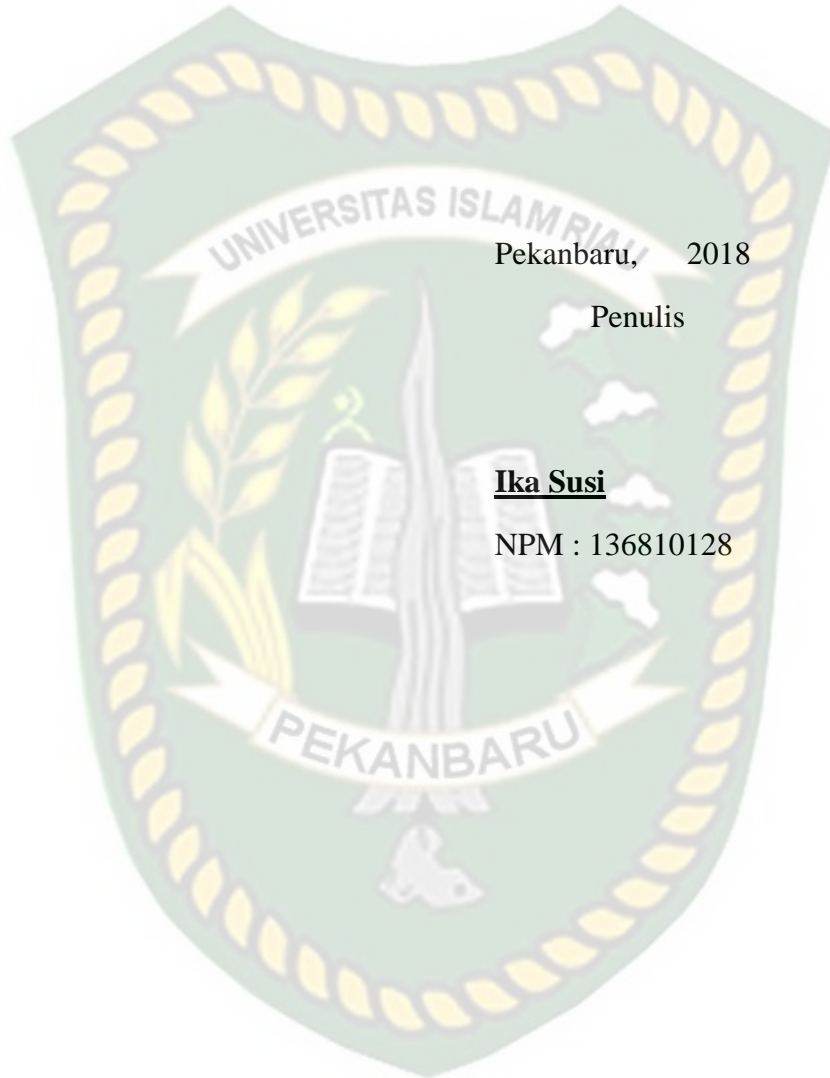 UNIVERSITAS ISLAM RIAU
Pekanbaru, 2018
Penulis
Ika Susi
NPM : 136810128
PEKANBARU